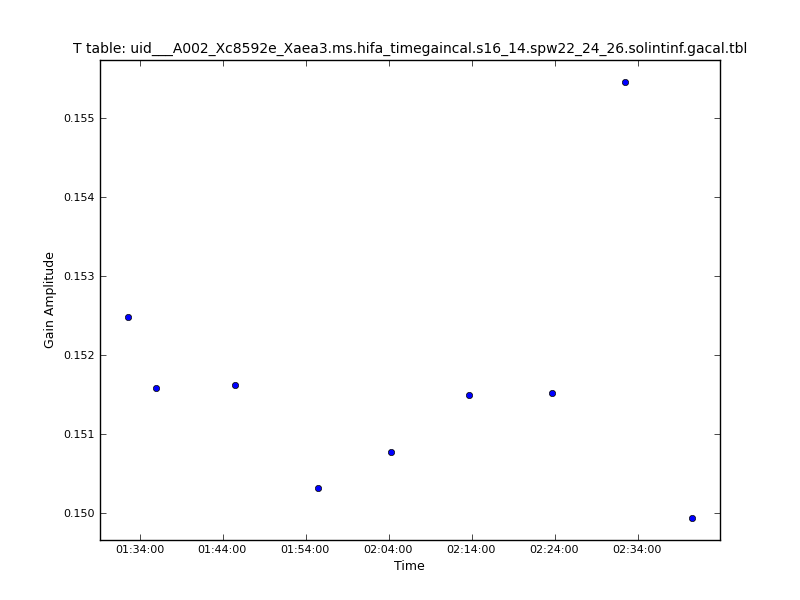 T table: uid___A002_Xc8592e_Xaea3.ms.hifa_timegaincal.s16_14.spw22_24_26.solintinf.gacal.tbl
0.155
0.154
0.153
0.152
0.151
0.150
Gain Amplitude
01:34:00 01:44:00 01:54:00 02:04:00 02:14:00 02:24:00 02:34:00
Time